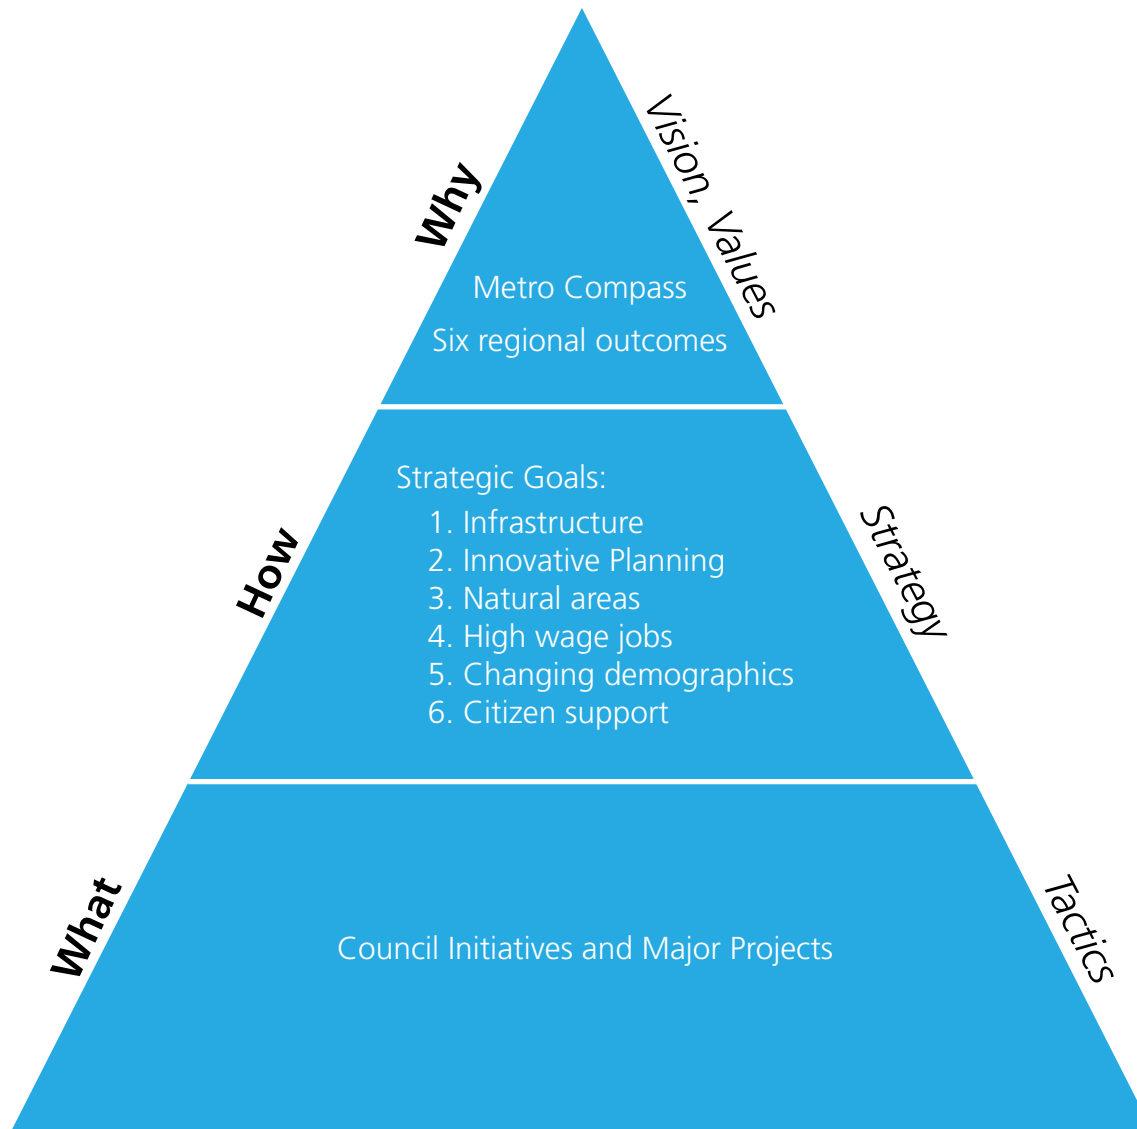 Why
Vision, Values
Metro Compass
Six regional outcomes
How
Strategy
Strategic Goals:
1. Infrastructure
2. Innovative Planning
3. Natural areas
4. High wage jobs
5. Changing demographics
6. Citizen support
What
Tactics
Council Initiatives and Major Projects